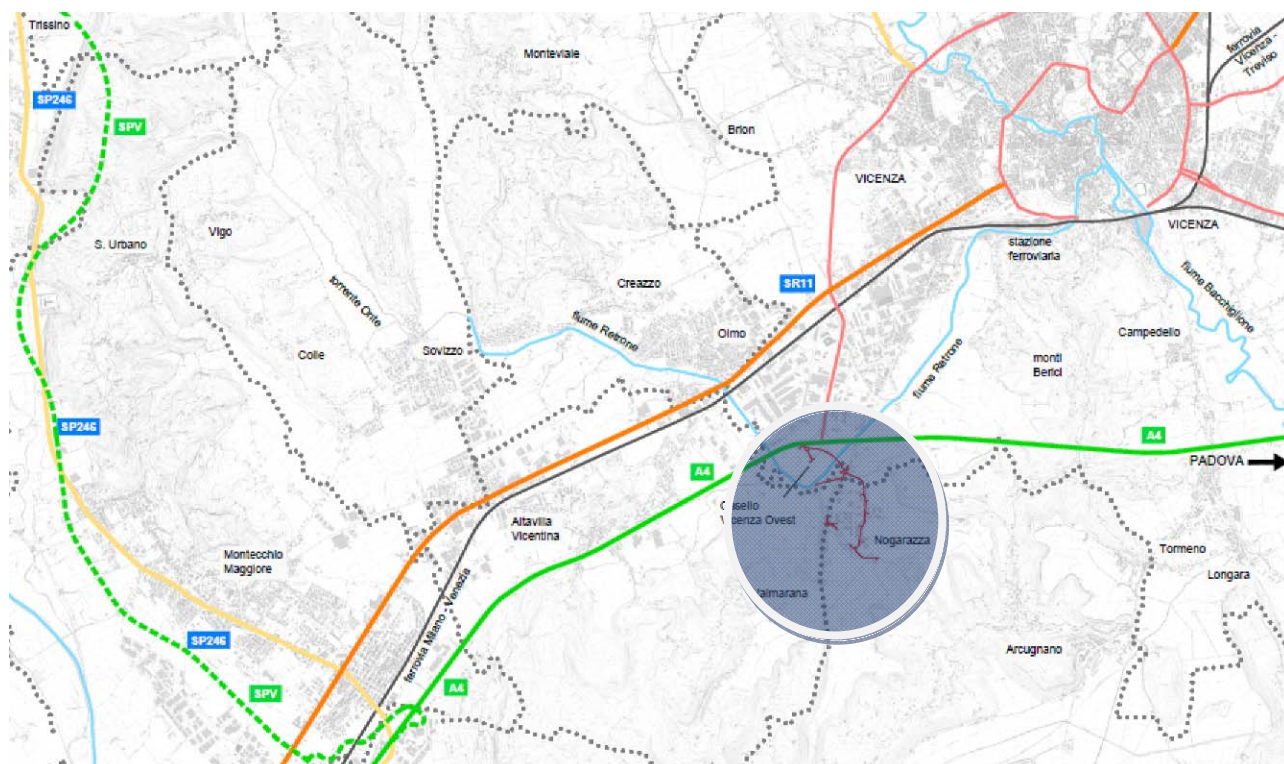 Trissino
SP246
SPV
Monteviale
ferrovia
Vicenza -
Treviso
Brion
VICENZA
S. Urbano
Vigo
VICENZA
stazione
ferroviaria
torrente Onte
Creazzo
SR11
fiume Retrone
Olmo
fiume Bacchiglione
Campedello
Colle
Sovizzo
monti
Berici
fiume Retrone
SP246
A4
A4
PADOVA
Casello
Vicenza Ovest
Altavilla
Vicentina
Nogarazza
Montecchio
Maggiore
Tormeno
Longara
Valmarana
ferrovia Milano - Venezia
SP246
Arcugnano
SPV
A4